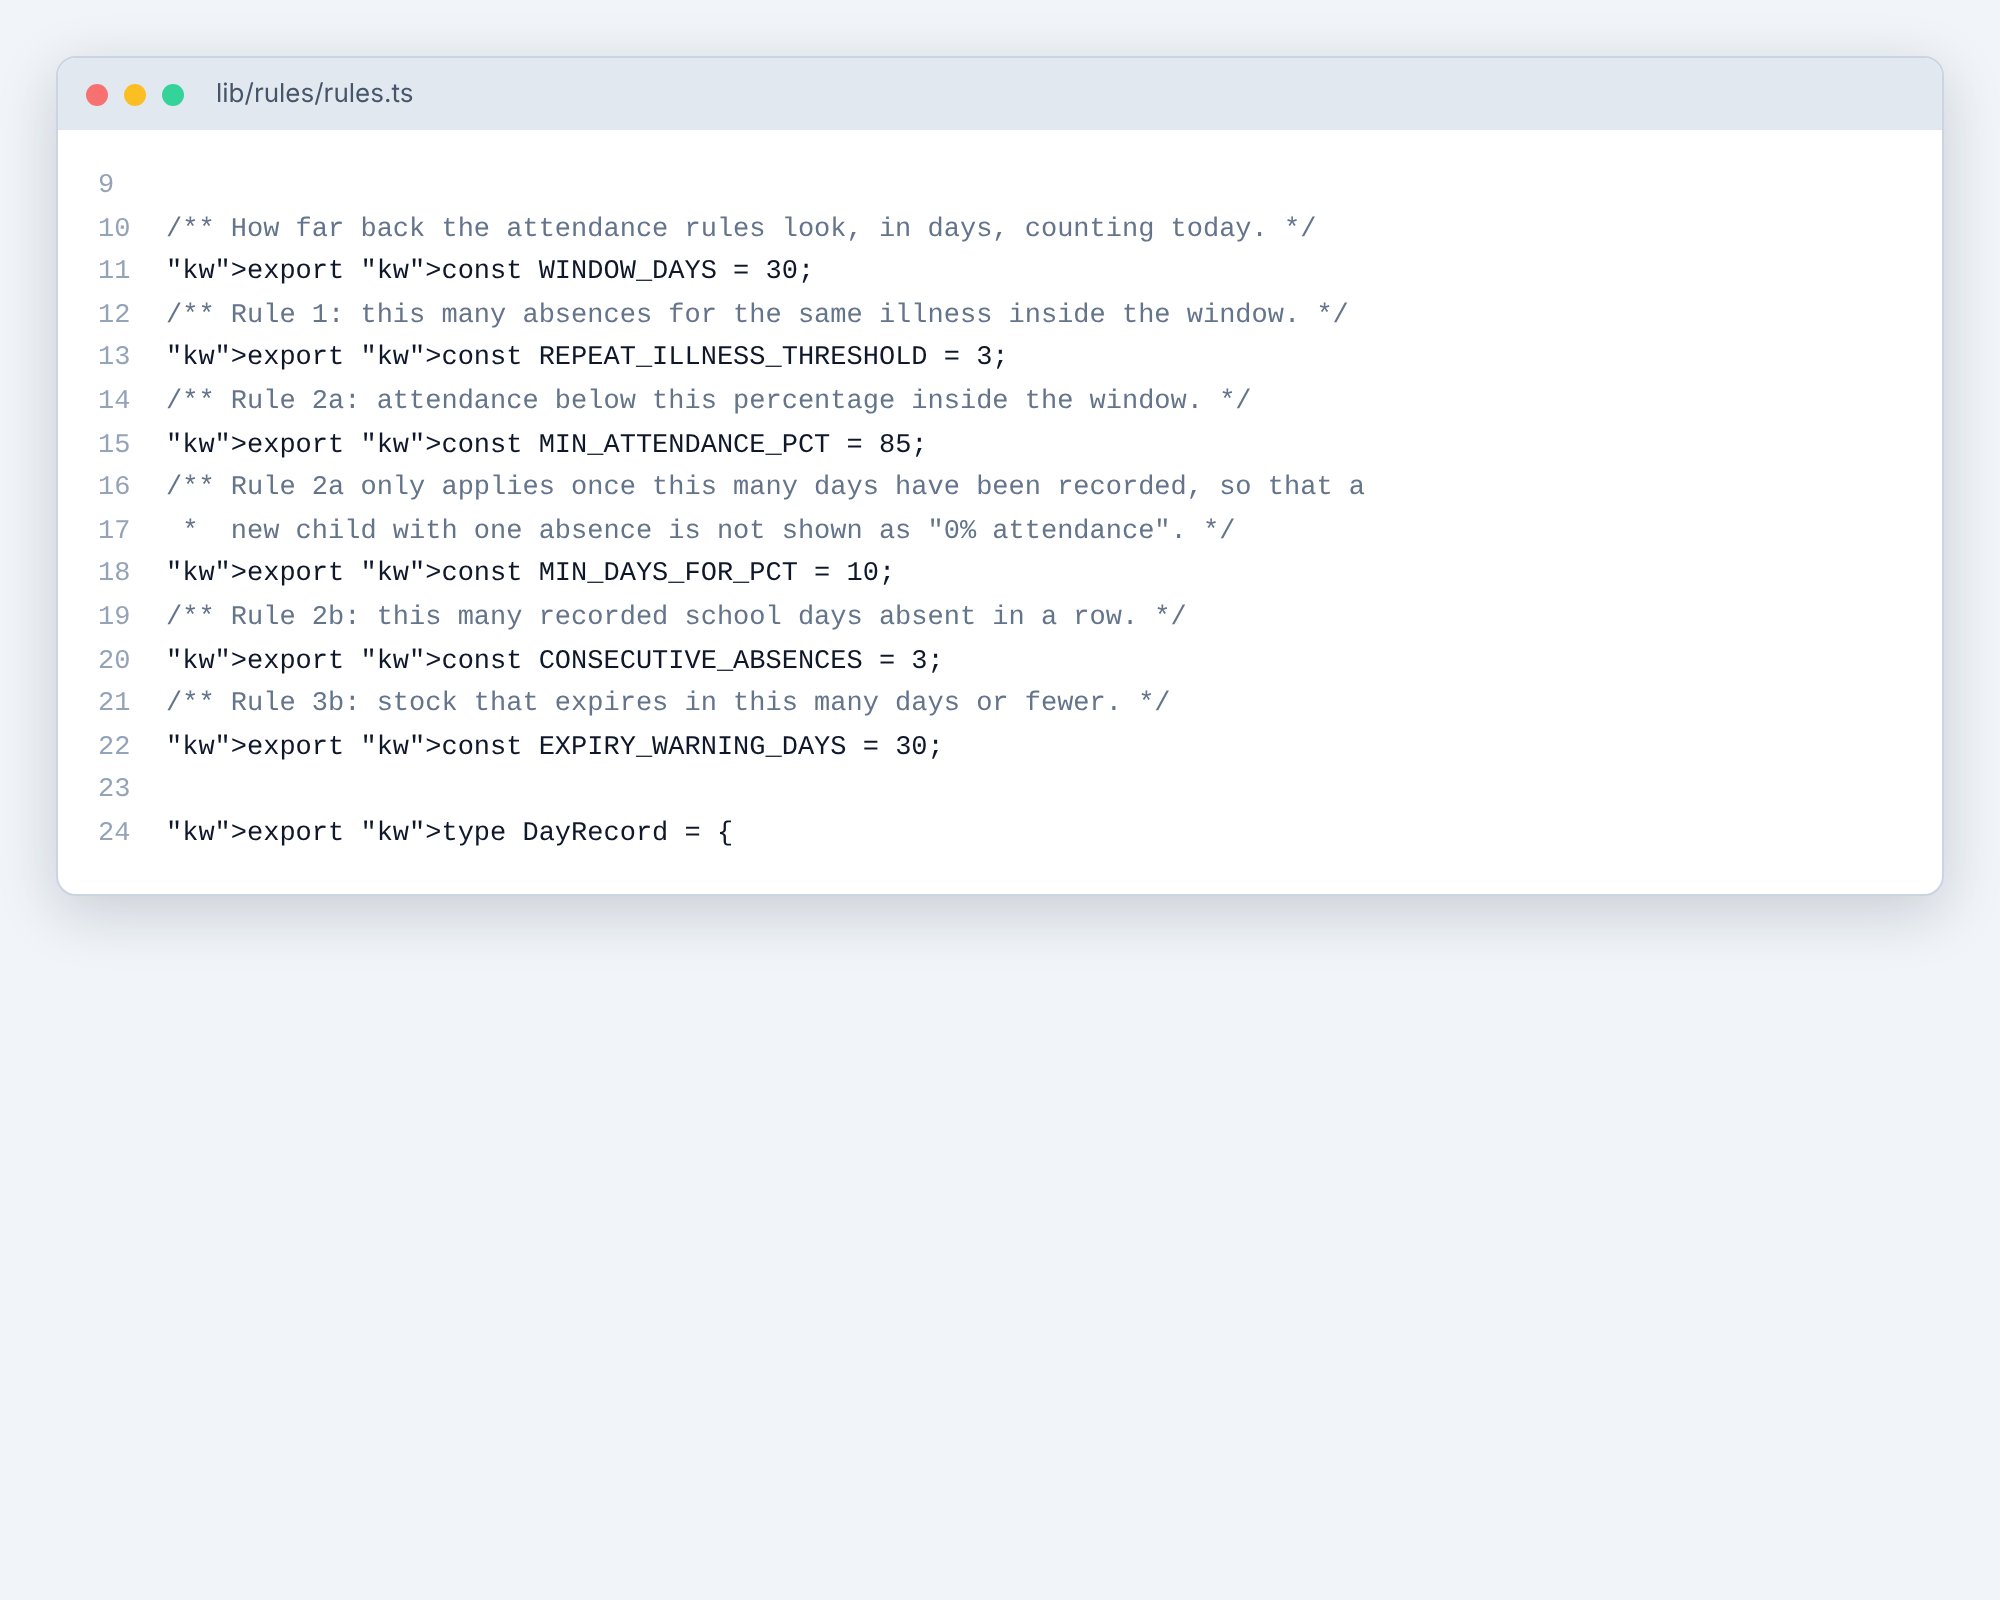 lib/rules/rules.ts
9
10 /** How far back the attendance rules look, in days, counting today. */
11 "kw">export "kw">const WINDOW_DAYS = 30;
12 /** Rule 1: this many absences for the same illness inside the window. */
13 "kw">export "kw">const REPEAT_ILLNESS_THRESHOLD = 3;
14 /** Rule 2a: attendance below this percentage inside the window. */
15 "kw">export "kw">const MIN_ATTENDANCE_PCT = 85;
16 /** Rule 2a only applies once this many days have been recorded, so that a
17  *  new child with one absence is not shown as "0% attendance". */
18 "kw">export "kw">const MIN_DAYS_FOR_PCT = 10;
19 /** Rule 2b: this many recorded school days absent in a row. */
20 "kw">export "kw">const CONSECUTIVE_ABSENCES = 3;
21 /** Rule 3b: stock that expires in this many days or fewer. */
22 "kw">export "kw">const EXPIRY_WARNING_DAYS = 30;
23
24 "kw">export "kw">type DayRecord = {